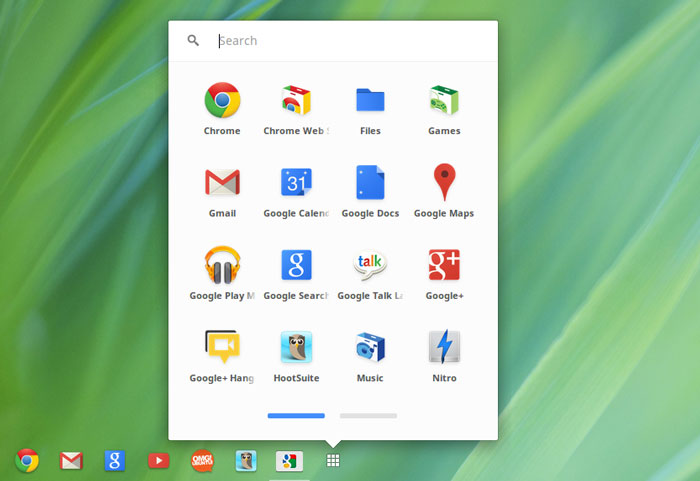 Search
Chrome
Chrome Web S
Files
Games
31
Gmail
Google Calend
Google Docs
Google Maps
g
talk
g+
Google Play M
Google Search
Google Talk La
Google+
Google+ Hang
HootSuite
Music
Nitro
g
OMG!
UBUNTU!
g